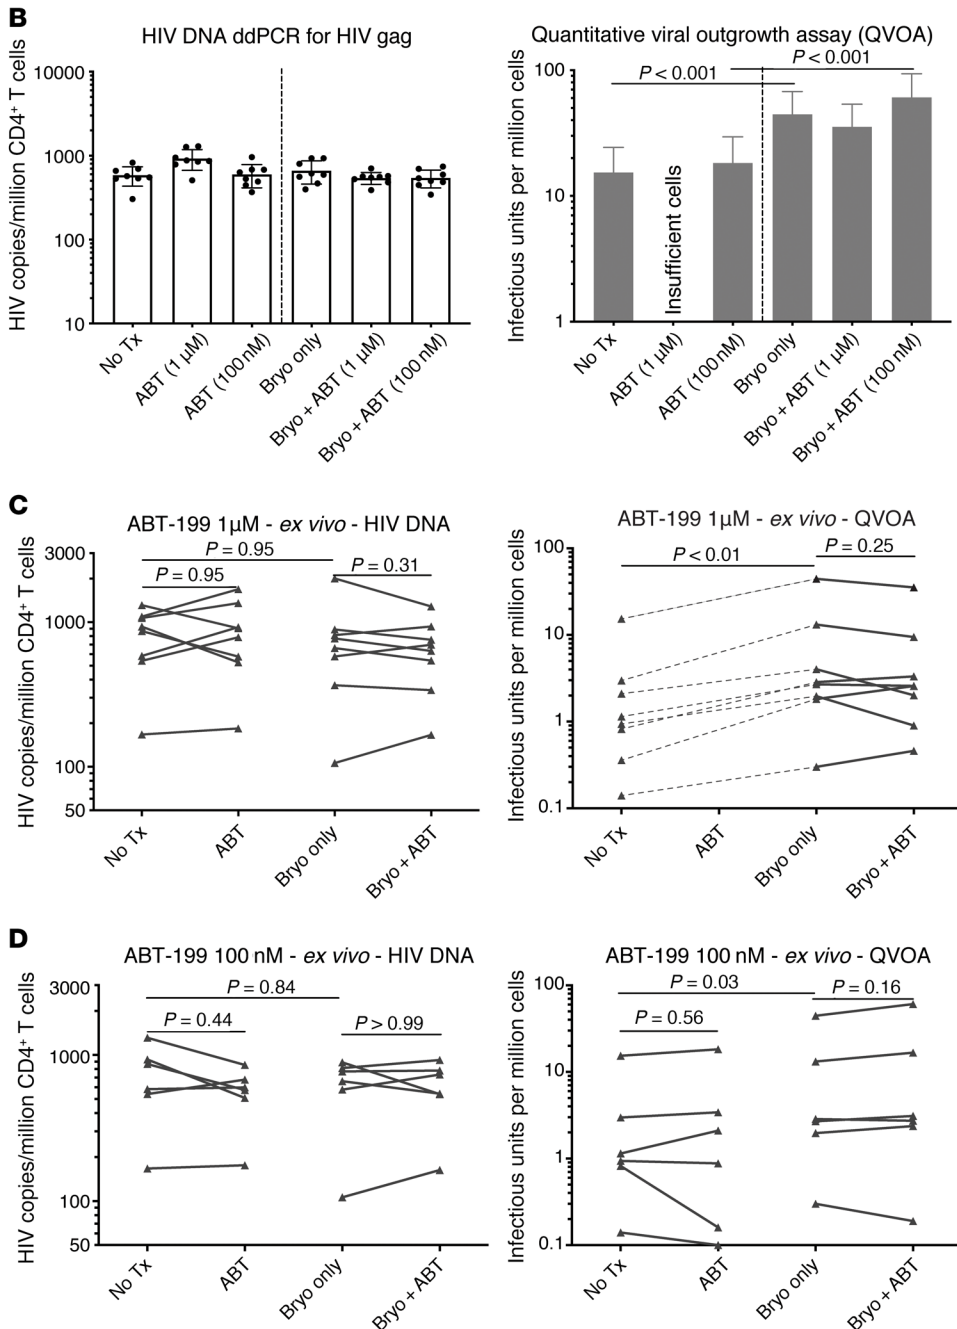 B
HIV DNA ddPCR for HIV gag
HIV copies/million CD4⁺ T cells
10000
1000
100
10
No Tx
ABT (1 µM)
ABT (100 nM)
Bryo only
Bryo + ABT (1 µM)
Bryo + ABT (100 nM)
Quantitative viral outgrowth assay (QVOA)
P < 0.001
P < 0.001
Infectious units per million cells
100
10
1
Insufficient cells
No Tx
ABT (1 µM)
ABT (100 nM)
Bryo only
Bryo + ABT (1 µM)
Bryo + ABT (100 nM)
C
ABT-199 1µM - ex vivo - HIV DNA
HIV copies/million CD4⁺ T cells
3000
1000
100
50
P = 0.95
P = 0.95
P = 0.31
No Tx
ABT
Bryo only
Bryo + ABT
ABT-199 1µM - ex vivo - QVOA
Infectious units per million cells
100
10
1
0.1
P < 0.01
P = 0.25
No Tx
ABT
Bryo only
Bryo + ABT
D
ABT-199 100 nM - ex vivo - HIV DNA
HIV copies/million CD4⁺ T cells
3000
1000
100
50
P = 0.84
P = 0.44
P > 0.99
No Tx
ABT
Bryo only
Bryo + ABT
ABT-199 100 nM - ex vivo - QVOA
Infectious units per million cells
100
10
1
0.1
P = 0.03
P = 0.16
P = 0.56
No Tx
ABT
Bryo only
Bryo + ABT